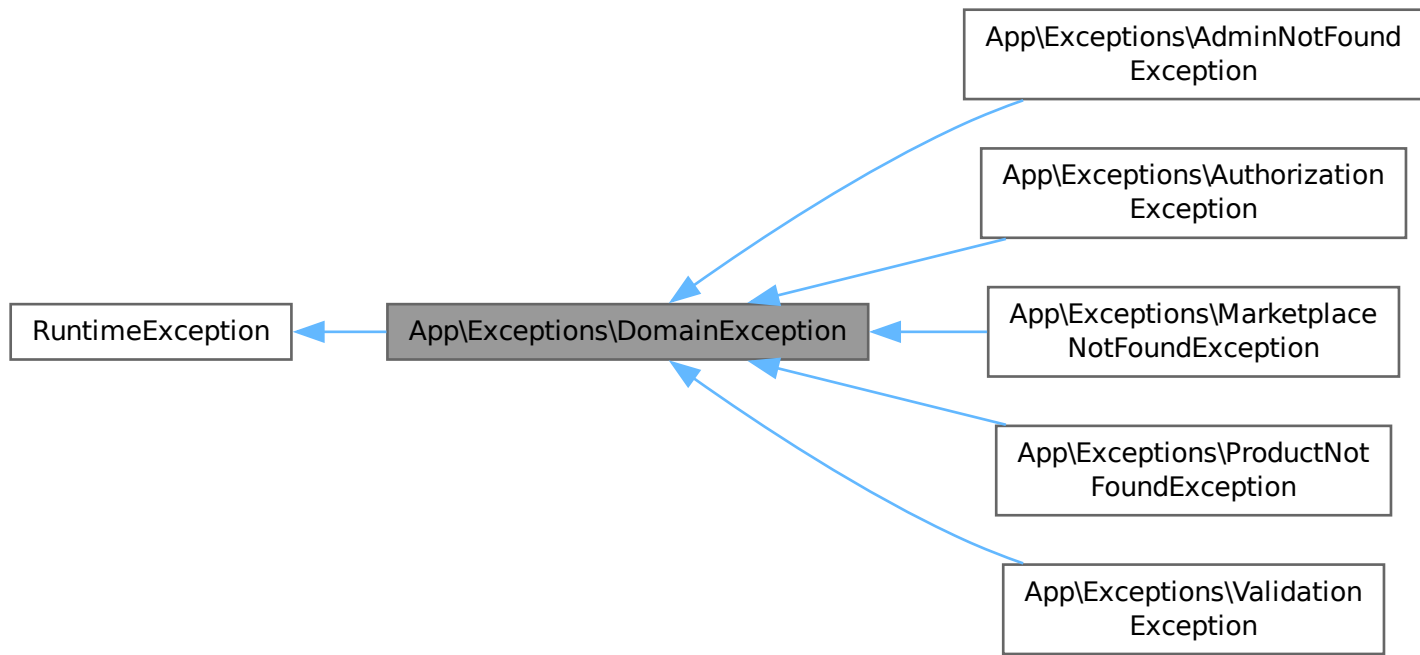 App\Exceptions\AdminNotFound
Exception
App\Exceptions\Authorization
Exception
RuntimeException
App\Exceptions\DomainException
App\Exceptions\Marketplace
NotFoundException
App\Exceptions\ProductNot
FoundException
App\Exceptions\Validation
Exception